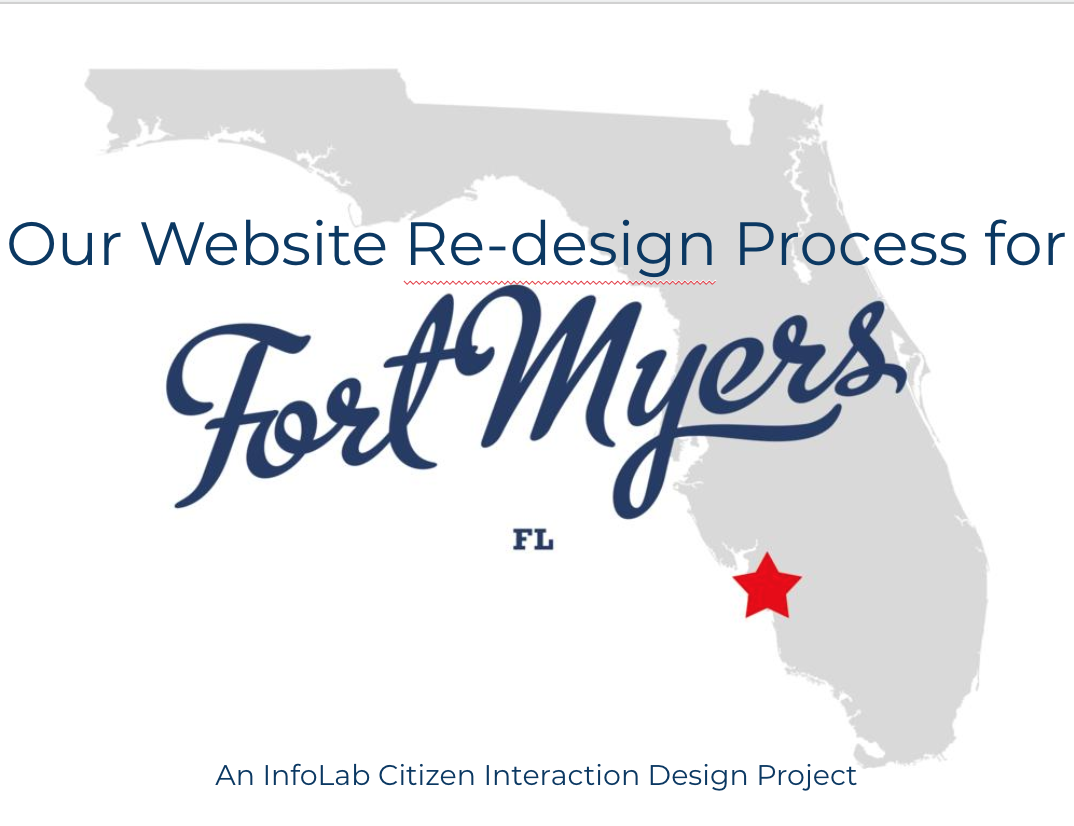 Our Website Re-design Process for
Fort Myers
FL
An InfoLab Citizen Interaction Design Project